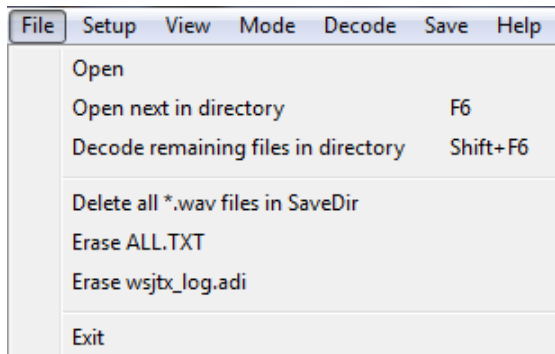 File Setup View Mode Decode Save Help
Open
Open next in directory F6
Decode remaining files in directory Shift+F6
Delete all *.wav files in SaveDir
Erase ALL.TXT
Erase wsjtx_log.adi
Exit